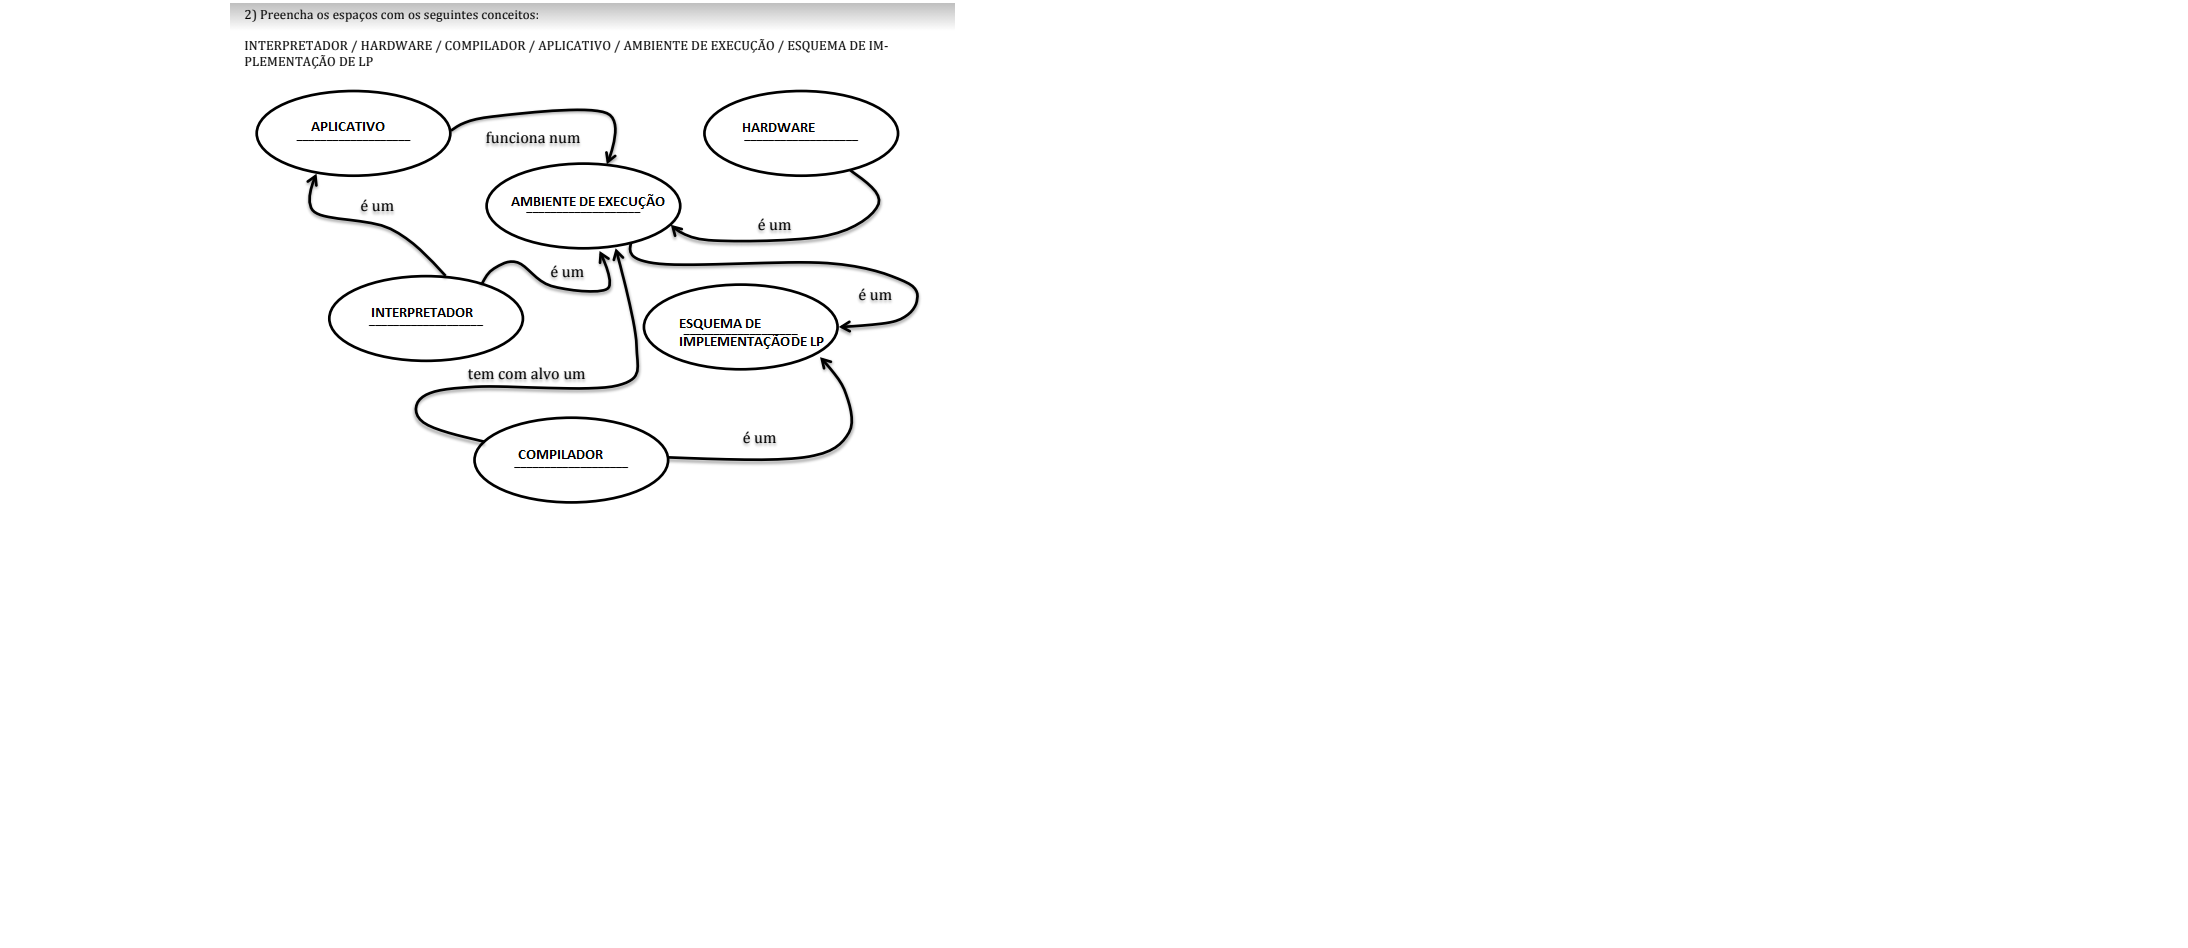 2) Preencha os espaços com os seguintes conceitos:
INTERPRETADOR / HARDWARE / COMPILADOR / APLICATIVO / AMBIENTE DE EXECUÇÃO / ESQUEMA DE IM-
PLEMENTAÇÃO DE LP
APLICATIVO
HARDWARE
funciona num
AMBIENTE DE EXECUÇÃO
é um
é um
é um
é um
INTERPRETADOR
ESQUEMA DE
IMPLEMENTAÇÃO DE LP
tem com alvo um
é um
COMPILADOR